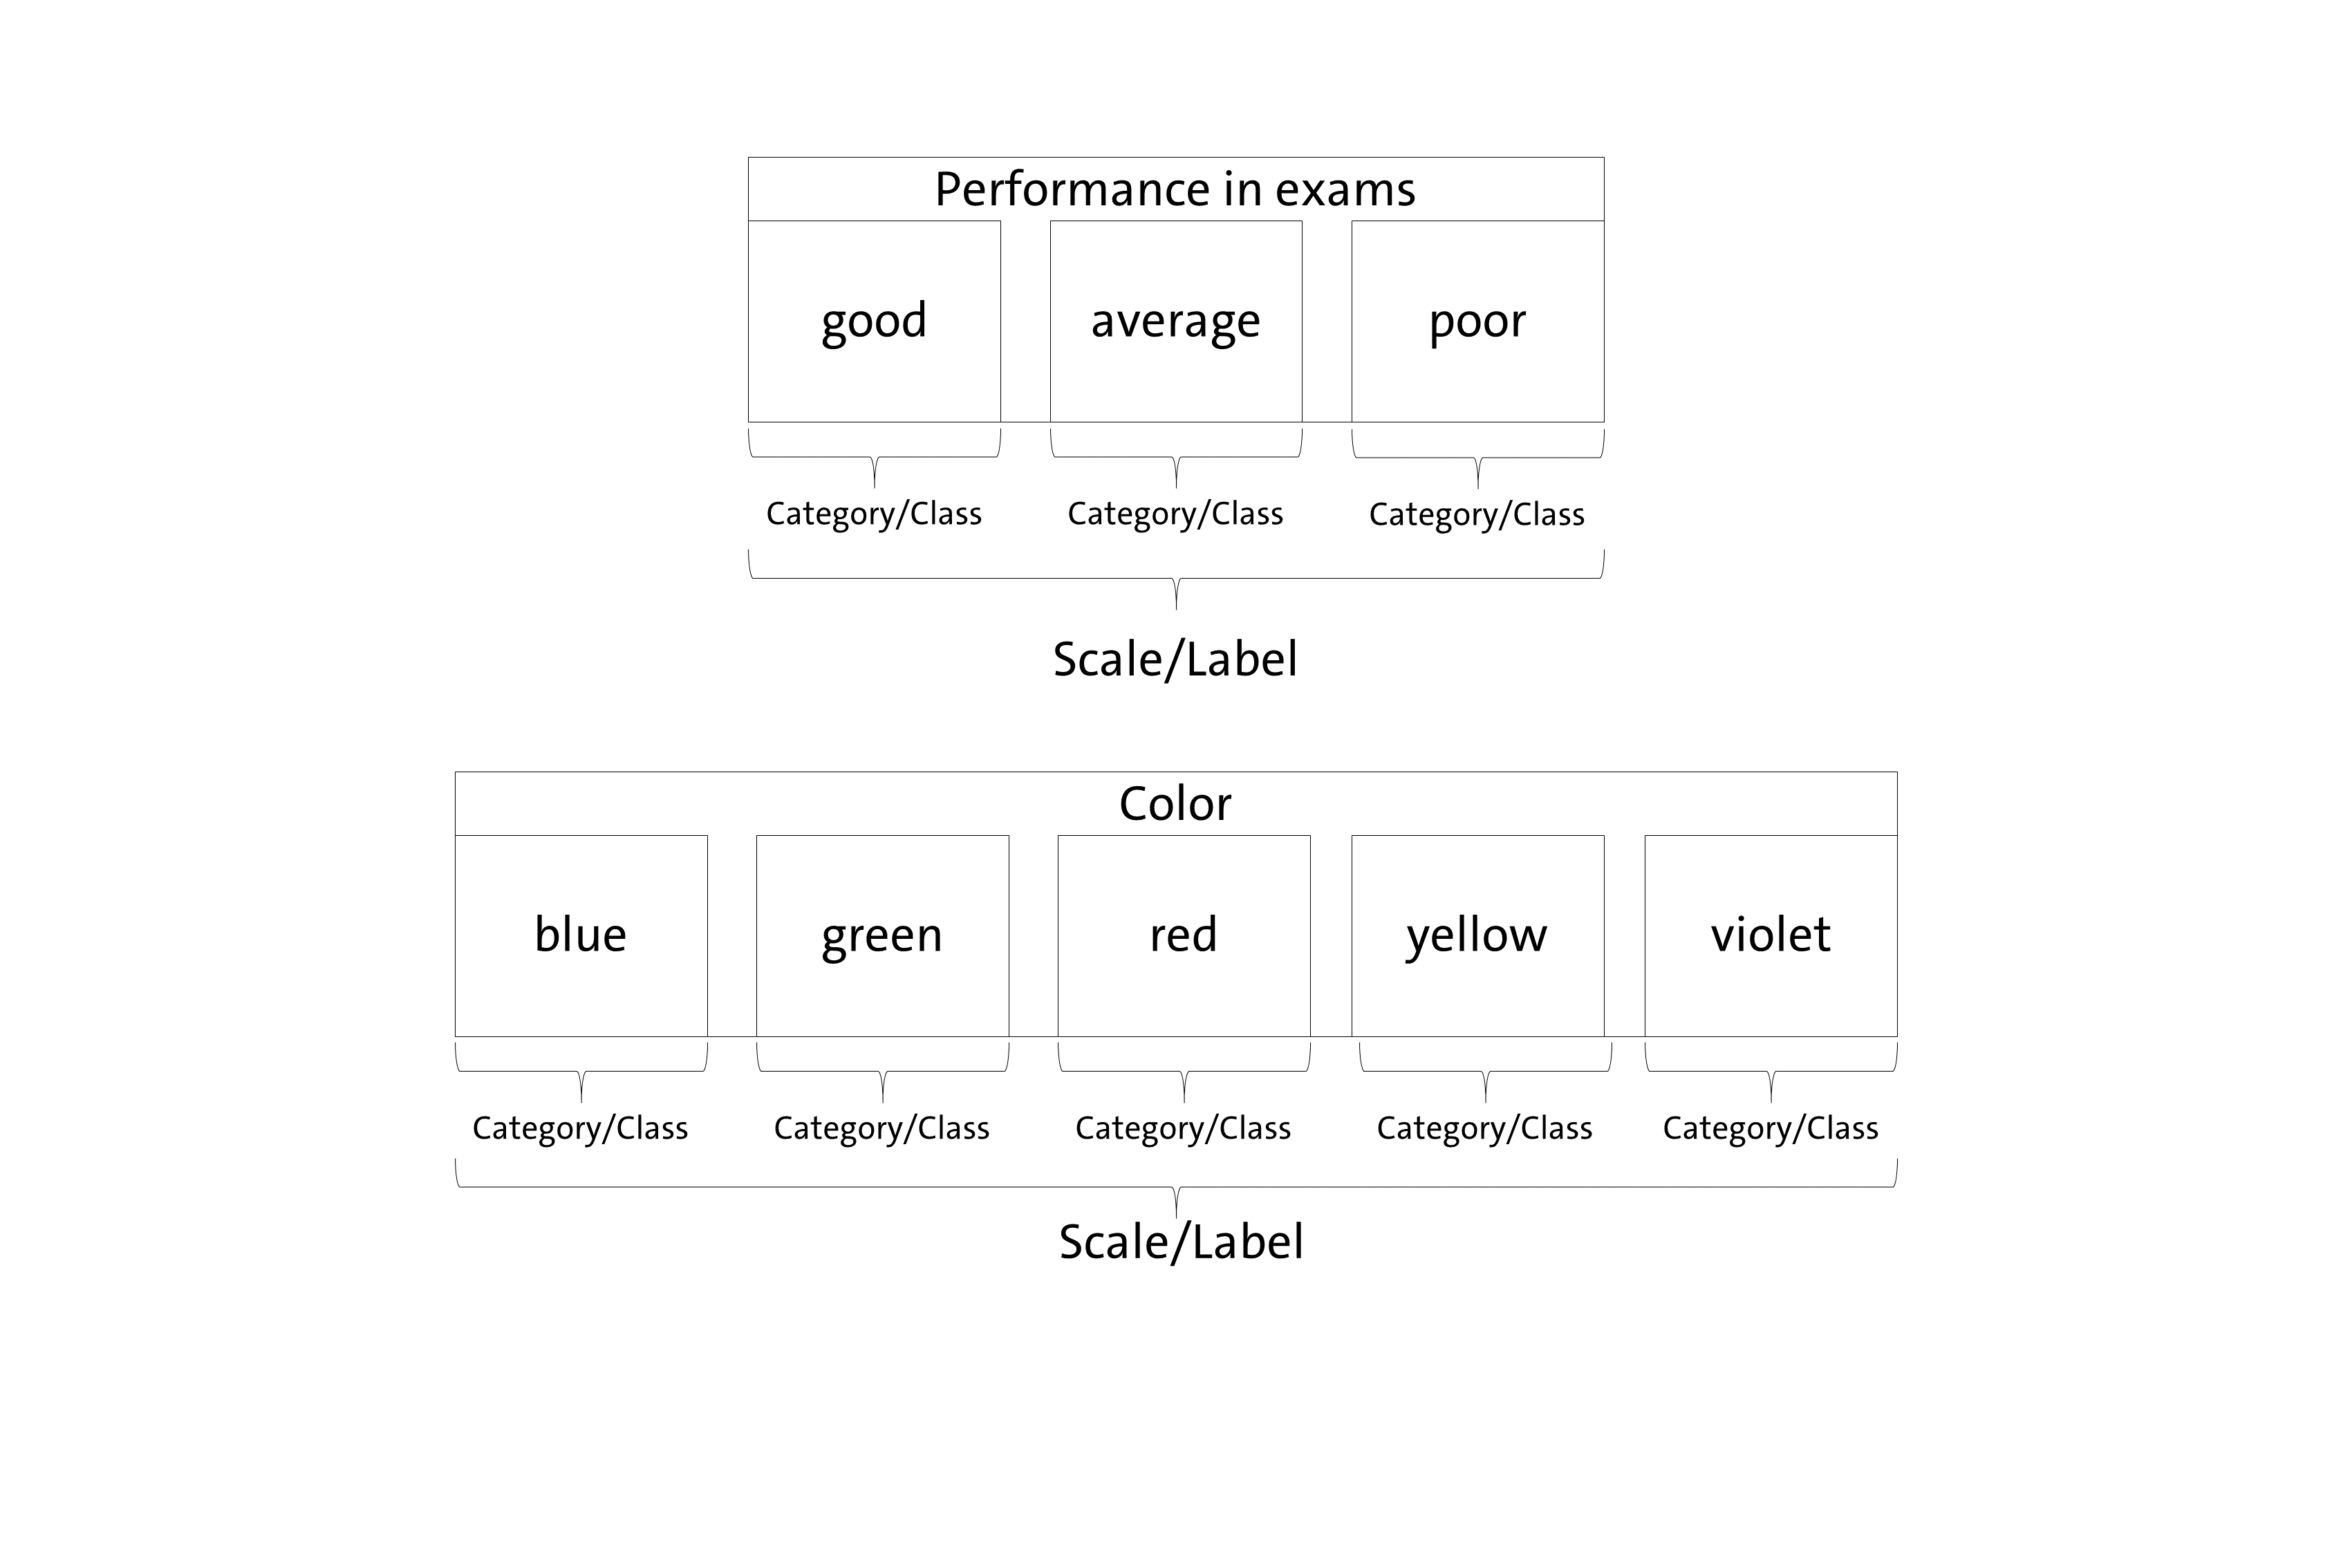 Performance in exams
good average poor
Category/Class Category/Class Category/Class
Scale/Label
Color
blue green red yellow violet
Category/Class Category/Class Category/Class Category/Class Category/Class
Scale/Label